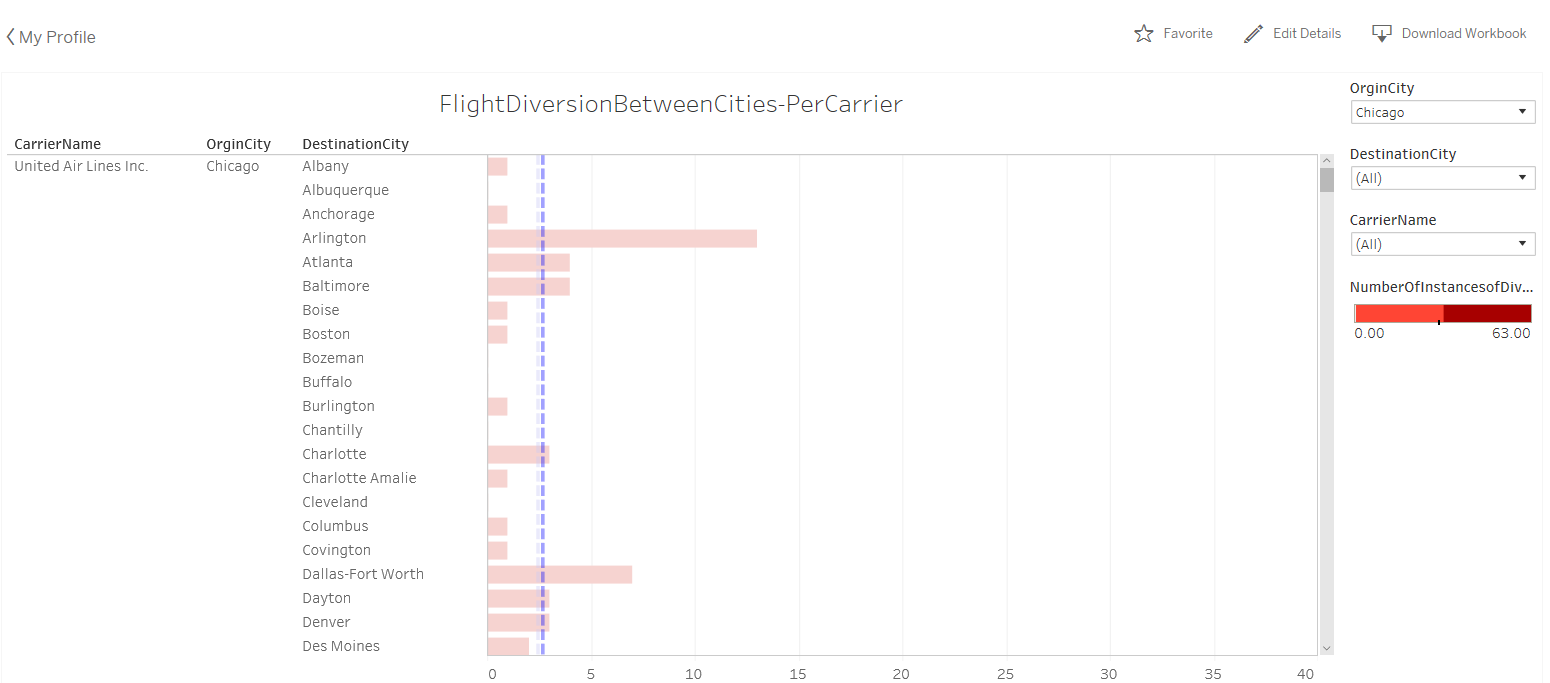 My Profile
Favorite
Edit Details
Download Workbook
FlightDiversionBetweenCities-PerCarrier
CarrierName OrginCity DestinationCity
United Air Lines Inc. Chicago Albany
Albuquerque
Anchorage
Arlington
Atlanta
Baltimore
Boise
Boston
Bozeman
Buffalo
Burlington
Chantilly
Charlotte
Charlotte Amalie
Cleveland
Columbus
Covington
Dallas-Fort Worth
Dayton
Denver
Des Moines
0 5 10 15 20 25 30 35 40
OrginCity
Chicago
DestinationCity
(All)
CarrierName
(All)
NumberOfInstancesofDiv...
0.00 63.00